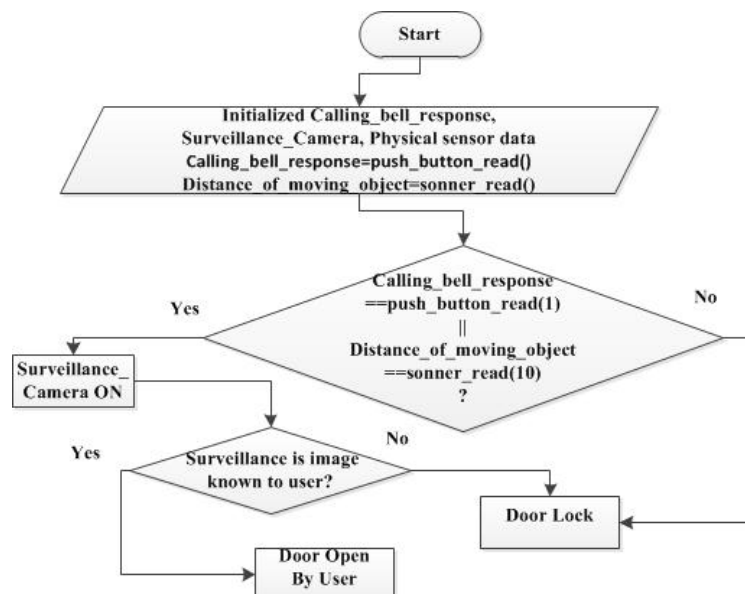 Start
Initialized Calling_bell_response,
Surveillance_Camera, Physical sensor data
Calling_bell_response=push_button_read()
Distance_of_moving_object=sonner_read()
Calling_bell_response
==push_button_read(1)
||
Distance_of_moving_object
==sonner_read(10)
?
Yes
No
Surveillance_
Camera ON
Surveillance is image
known to user?
Yes
No
Door Lock
Door Open
By User